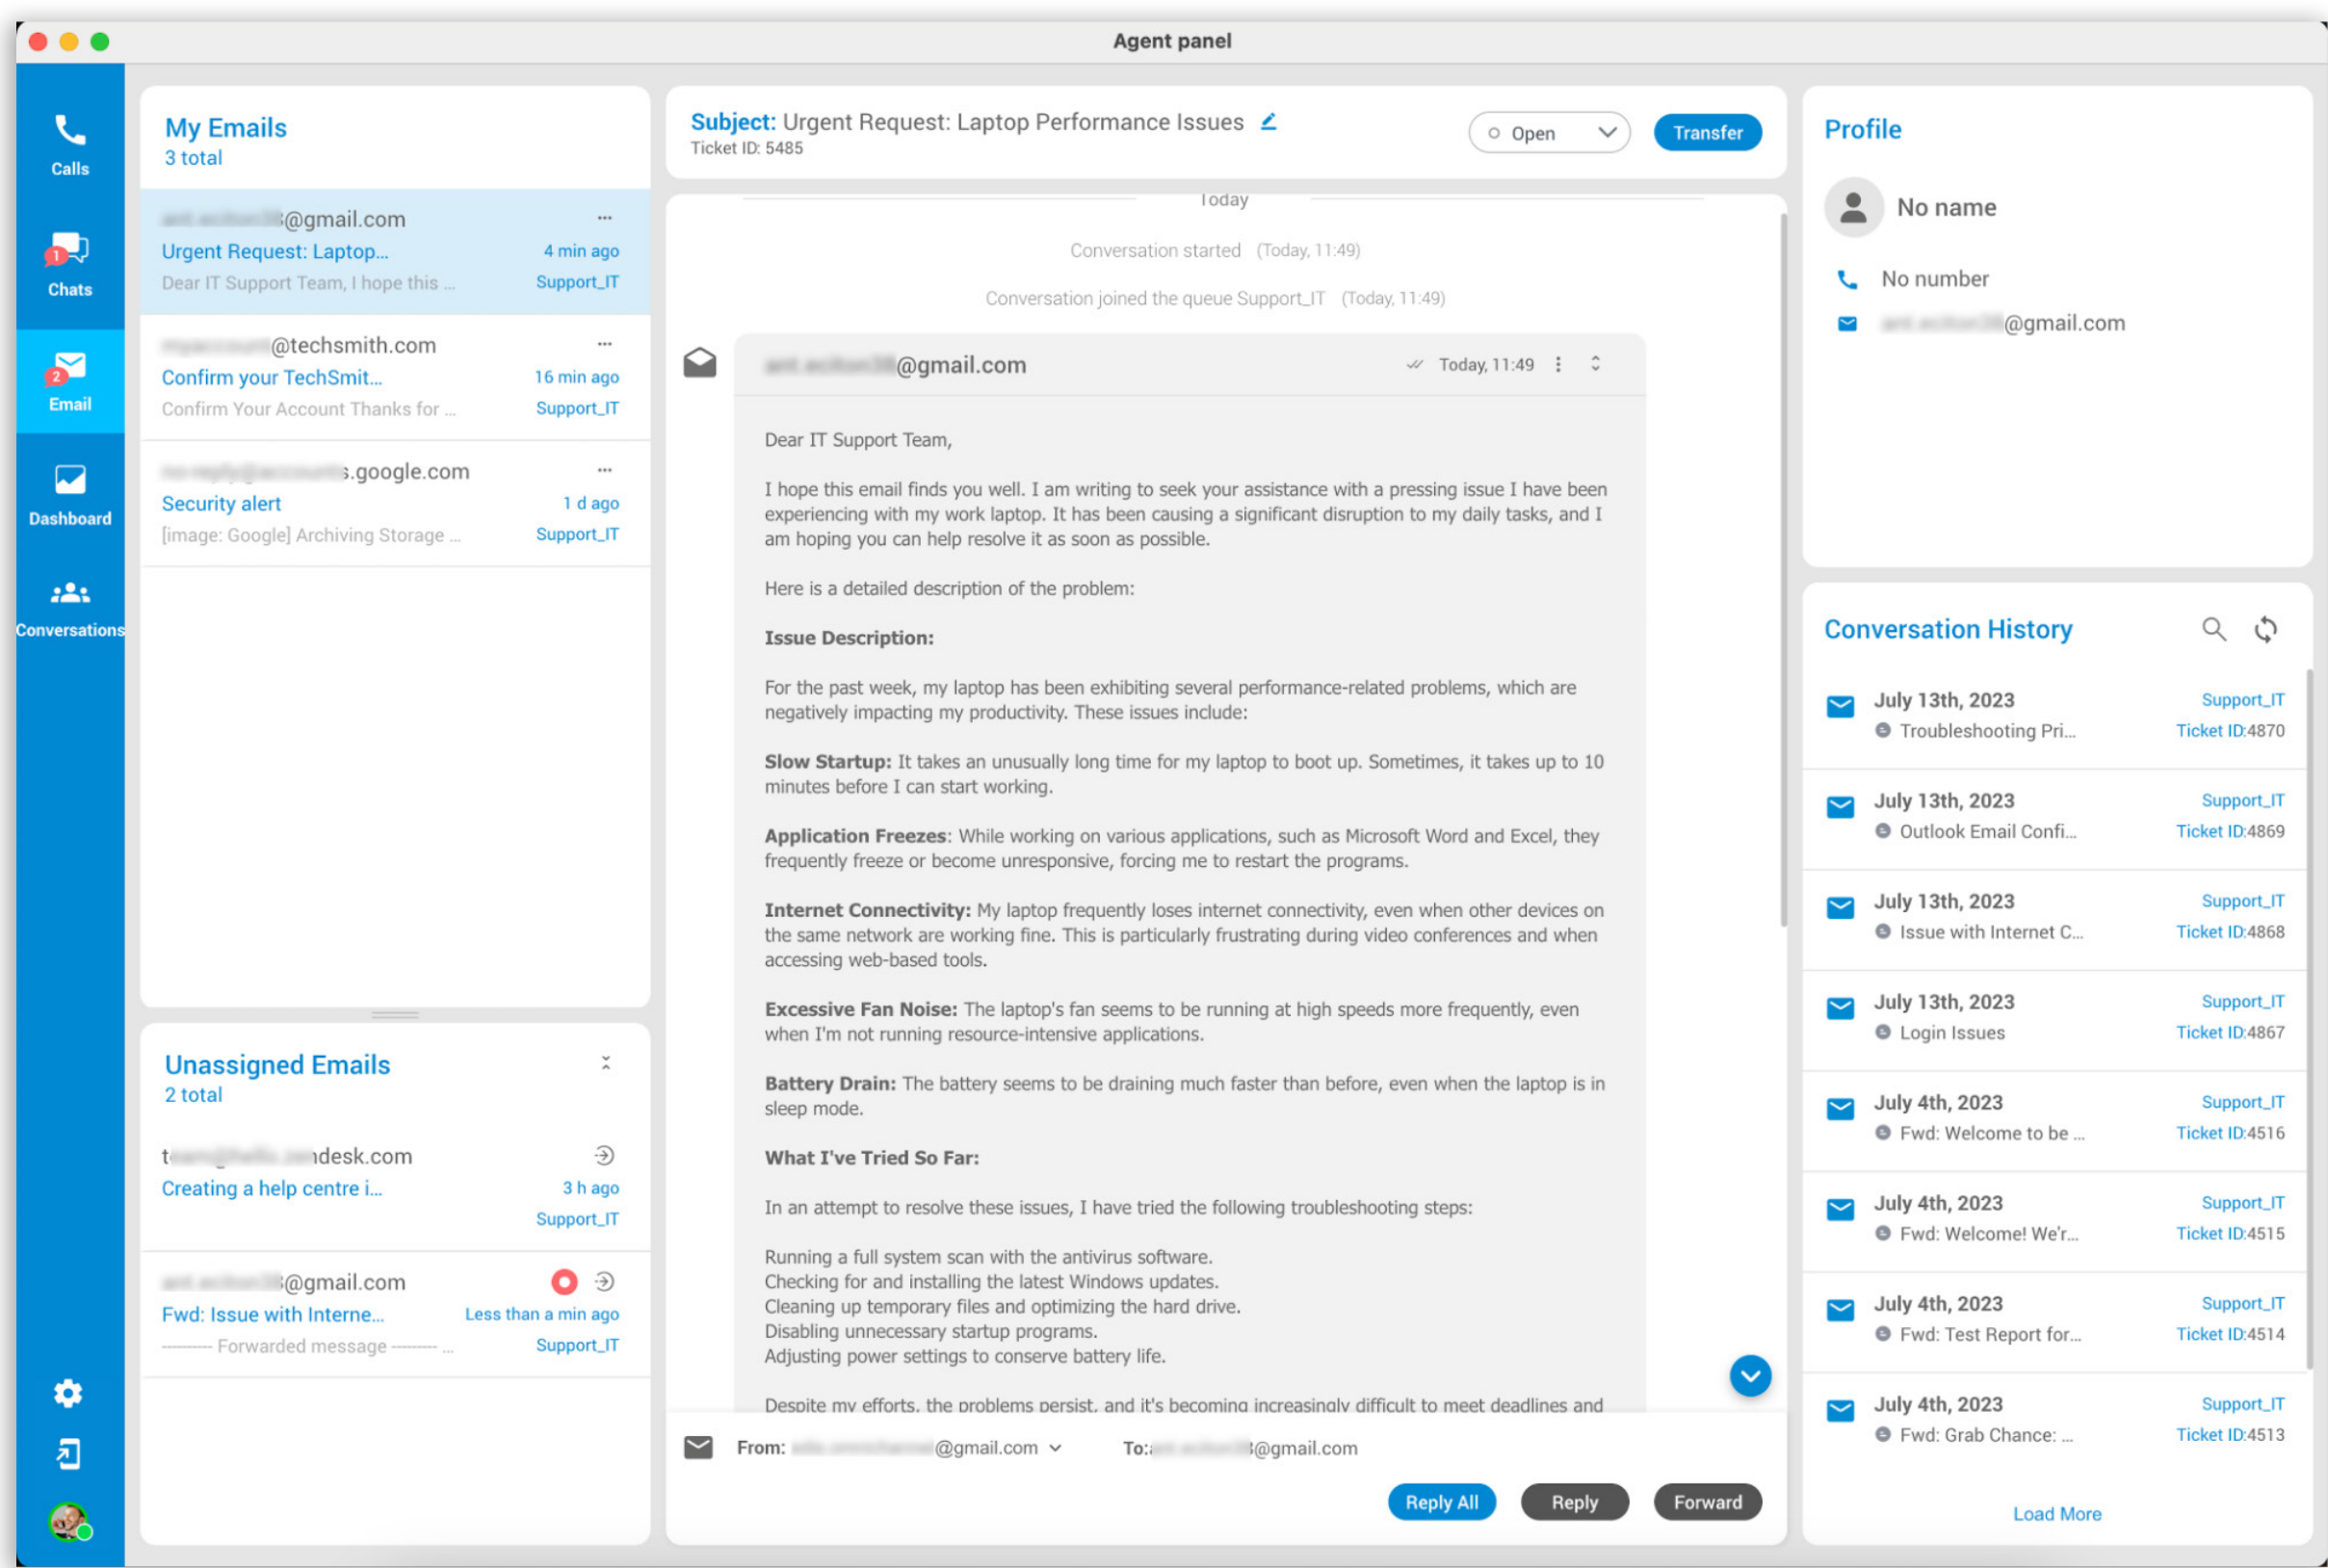 Agent panel
Calls
1
Chats
2
Email
Dashboard
Conversations
My Emails
3 total
@gmail.com
Urgent Request: Laptop... 4 min ago
Dear IT Support Team, I hope this ... Support_IT
@techsmith.com
Confirm your TechSmit... 16 min ago
Confirm Your Account Thanks for ... Support_IT
s.google.com
Security alert 1 d ago
[image: Google] Archiving Storage ... Support_IT
Unassigned Emails
2 total
ndesk.com
Creating a help centre i... 3 h ago
Support_IT
@gmail.com
Fwd: Issue with Interne... Less than a min ago
---------- Forwarded message --------- ... Support_IT
Subject: Urgent Request: Laptop Performance Issues
Ticket ID: 5485
Open
Transfer
Today
Conversation started (Today, 11:49)
Conversation joined the queue Support_IT (Today, 11:49)
@gmail.com Today, 11:49
Dear IT Support Team,
I hope this email finds you well. I am writing to seek your assistance with a pressing issue I have been
experiencing with my work laptop. It has been causing a significant disruption to my daily tasks, and I
am hoping you can help resolve it as soon as possible.
Here is a detailed description of the problem:
Issue Description:
For the past week, my laptop has been exhibiting several performance-related problems, which are
negatively impacting my productivity. These issues include:
Slow Startup: It takes an unusually long time for my laptop to boot up. Sometimes, it takes up to 10
minutes before I can start working.
Application Freezes: While working on various applications, such as Microsoft Word and Excel, they
frequently freeze or become unresponsive, forcing me to restart the programs.
Internet Connectivity: My laptop frequently loses internet connectivity, even when other devices on
the same network are working fine. This is particularly frustrating during video conferences and when
accessing web-based tools.
Excessive Fan Noise: The laptop's fan seems to be running at high speeds more frequently, even
when I'm not running resource-intensive applications.
Battery Drain: The battery seems to be draining much faster than before, even when the laptop is in
sleep mode.
What I've Tried So Far:
In an attempt to resolve these issues, I have tried the following troubleshooting steps:
Running a full system scan with the antivirus software.
Checking for and installing the latest Windows updates.
Cleaning up temporary files and optimizing the hard drive.
Disabling unnecessary startup programs.
Adjusting power settings to conserve battery life.
Despite my efforts, the problems persist, and it's becoming increasingly difficult to meet deadlines and
From: @gmail.com To: @gmail.com
Reply All Reply Forward
Profile
No name
No number
@gmail.com
Conversation History
July 13th, 2023 Support_IT
Troubleshooting Pri... Ticket ID:4870
July 13th, 2023 Support_IT
Outlook Email Confi... Ticket ID:4869
July 13th, 2023 Support_IT
Issue with Internet C... Ticket ID:4868
July 13th, 2023 Support_IT
Login Issues Ticket ID:4867
July 4th, 2023 Support_IT
Fwd: Welcome to be ... Ticket ID:4516
July 4th, 2023 Support_IT
Fwd: Welcome! We'r... Ticket ID:4515
July 4th, 2023 Support_IT
Fwd: Test Report for... Ticket ID:4514
July 4th, 2023 Support_IT
Fwd: Grab Chance: ... Ticket ID:4513
Load More